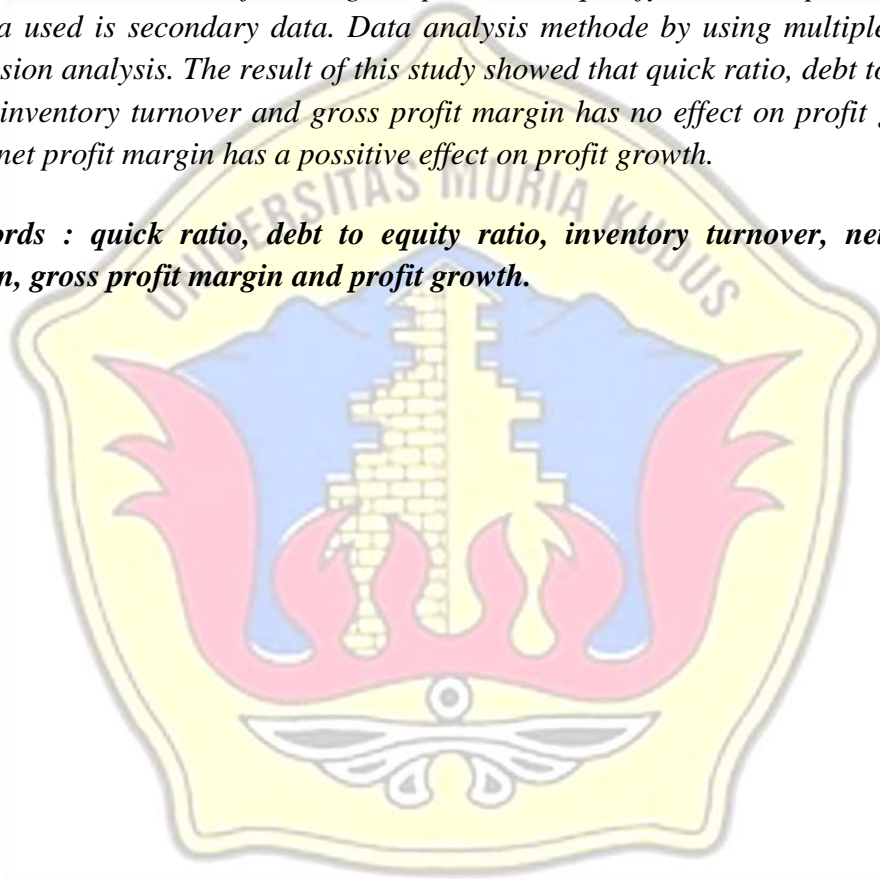 a used is secondary data. Data analysis methode by using multiple
sion analysis. The result of this study showed that quick ratio, debt to
inventory turnover and gross profit margin has no effect on profit
net profit margin has a possitive effect on profit growth.
ords : quick ratio, debt to equity ratio, inventory turnover, ne
n, gross profit margin and profit growth.
UNIVERSITAS MURIA KUDUS